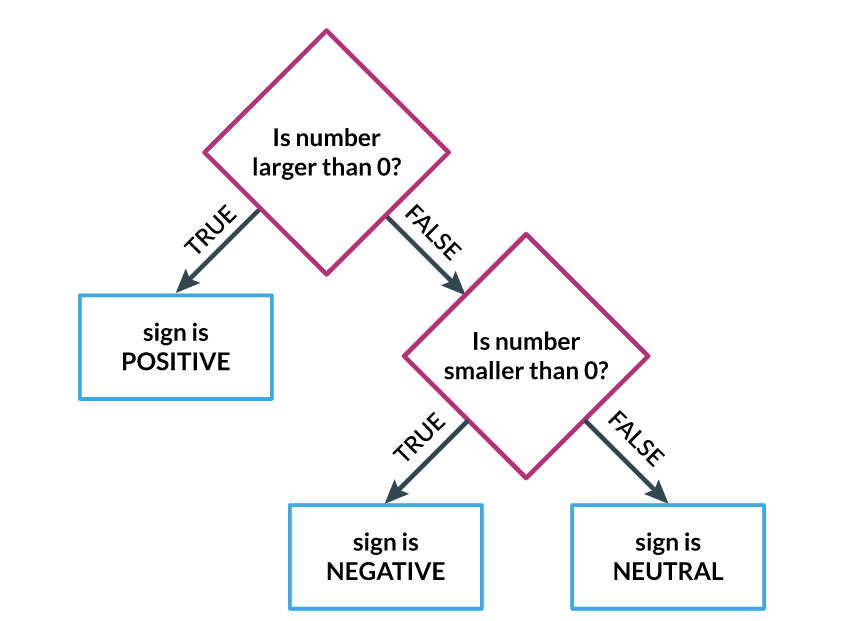 Is number
larger than 0?
TRUE
FALSE
sign is
POSITIVE
Is number
smaller than 0?
TRUE
FALSE
sign is
NEGATIVE
sign is
NEUTRAL